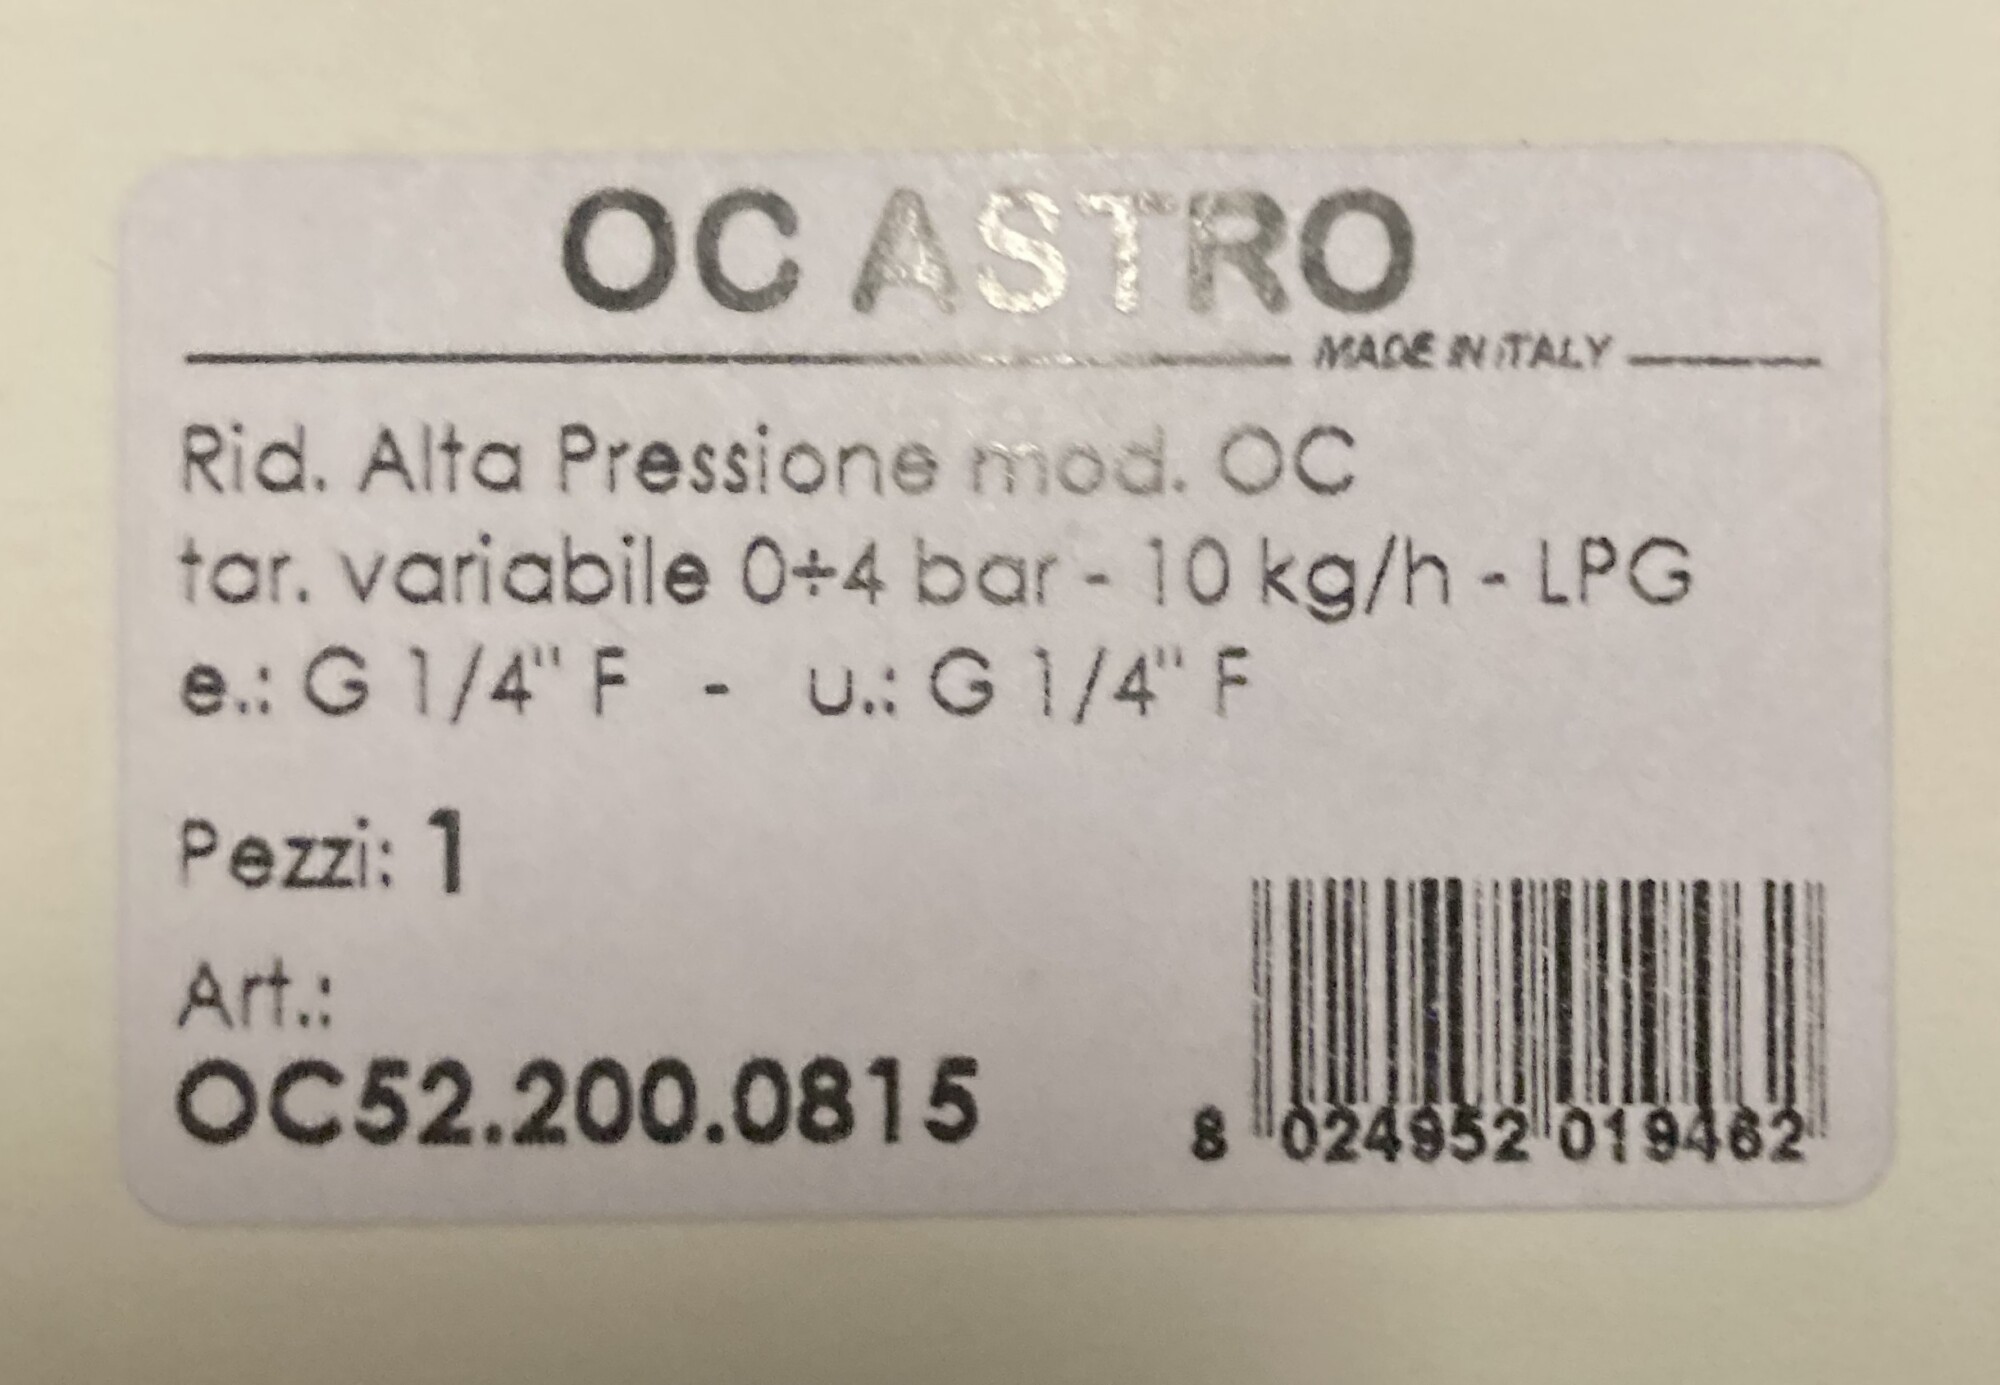 OC ASTRO
MADE IN ITALY
Rid. Alta Pressione mod. OC
tar. variabile 0÷4 bar - 10 kg/h - LPG
e.: G 1/4" F - u.: G 1/4" F
Pezzi: 1
Art.:
OC52.200.0815
8 024952 019462